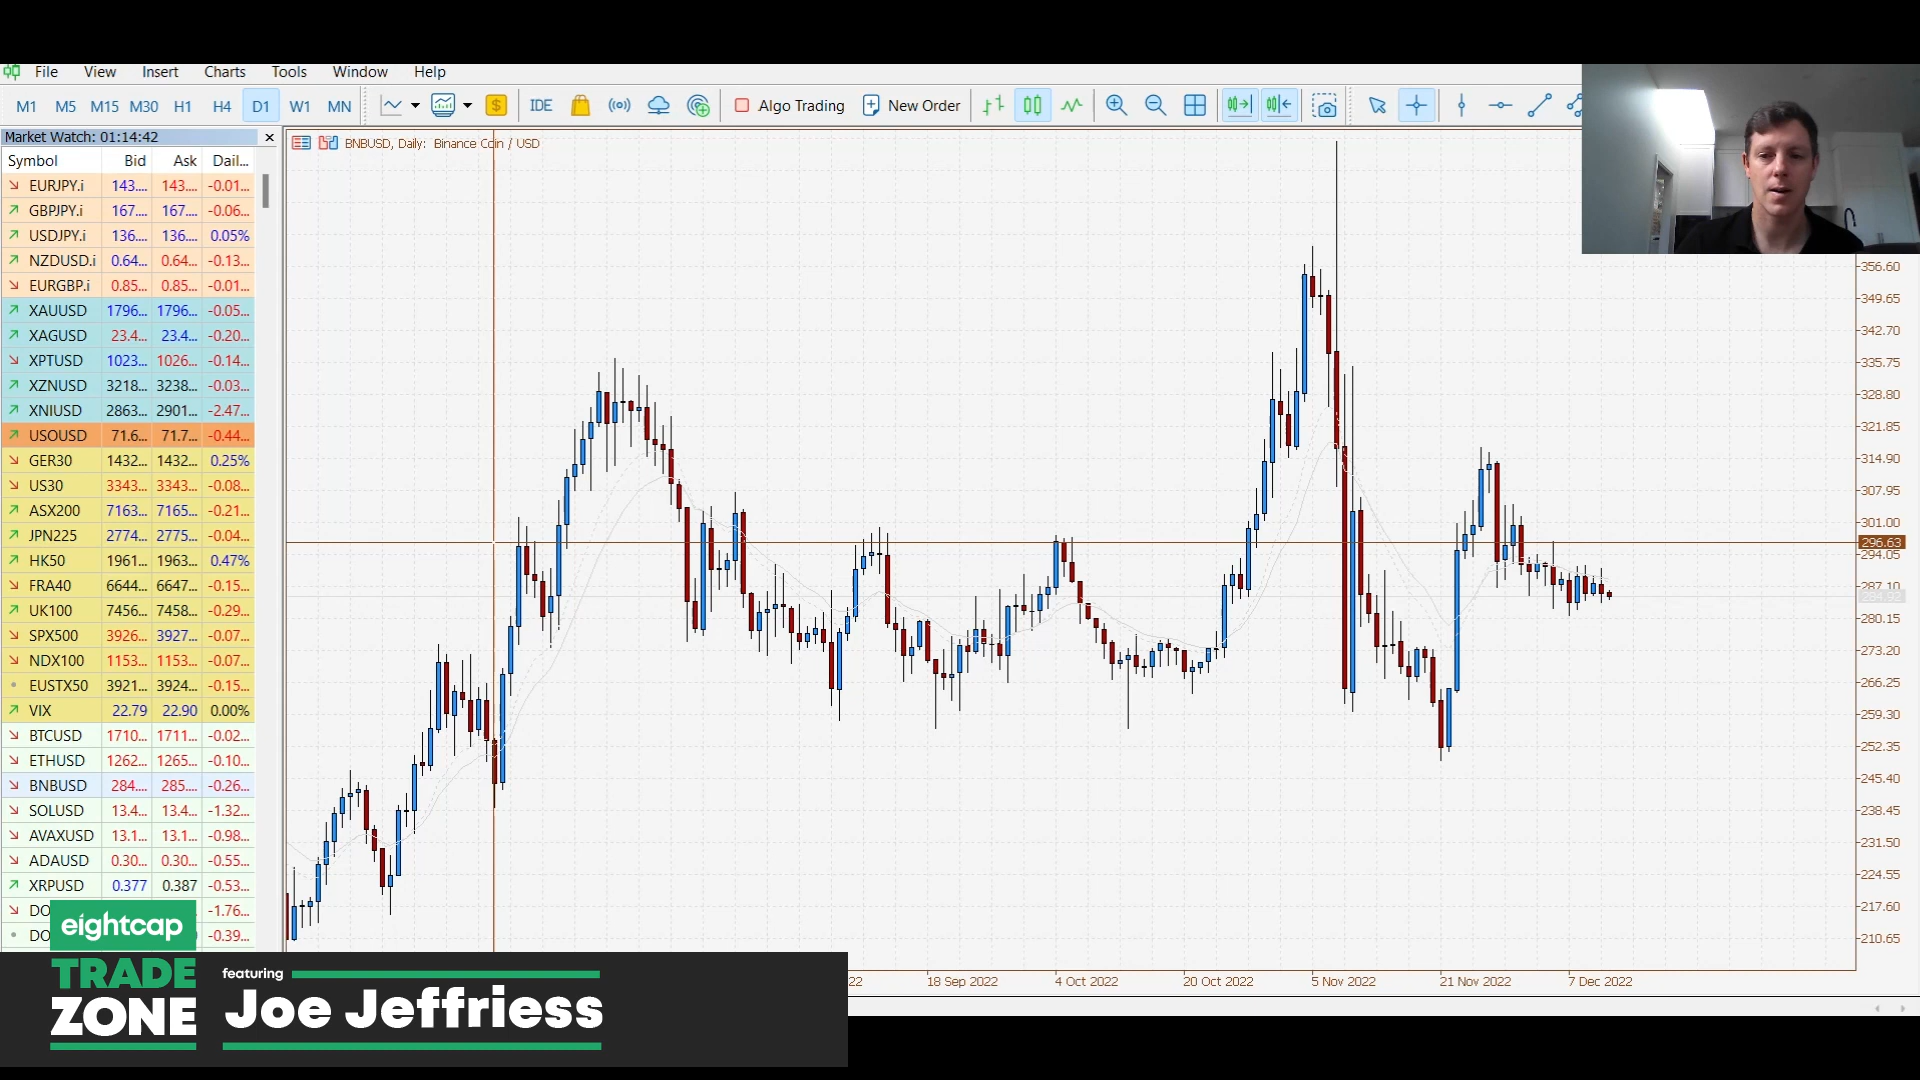 File View Insert Charts Tools Window Help
M1 M5 M15 M30 H1 H4 D1 W1 MN IDE Algo Trading New Order
Market Watch: 01:14:42
BNBUSD, Daily: Binance Coin / USD
Symbol Bid Ask Dail...
EURJPY.i 143.... 143.... -0.01...
GBPJPY.i 167.... 167.... -0.06...
USDJPY.i 136.... 136.... 0.05%
NZDUSD.i 0.64... 0.64... -0.13...
EURGBP.i 0.85... 0.85... -0.01...
XAUUSD 1796... 1796... -0.05...
XAGUSD 23.4... 23.4... -0.20...
XPTUSD 1023... 1026... -0.14...
XZNUSD 3218... 3238... -0.03...
XNIUSD 2863... 2901... -2.47...
USOUSD 71.6... 71.7... -0.44...
GER30 1432... 1432... 0.25%
US30 3343... 3343... -0.08...
ASX200 7163... 7165... -0.21...
JPN225 2774... 2775... -0.04...
HK50 1961... 1963... 0.47%
FRA40 6644... 6647... -0.15...
UK100 7456... 7458... -0.29...
SPX500 3926... 3927... -0.07...
NDX100 1153... 1153... -0.07...
EUSTX50 3921... 3924... -0.15...
VIX 22.79 22.90 0.00%
BTCUSD 1710... 1711... -0.02...
ETHUSD 1262... 1265... -0.10...
BNBUSD 284.... 285.... -0.26...
SOLUSD 13.4... 13.4... -1.32...
AVAXUSD 13.1... 13.1... -0.98...
ADAUSD 0.30... 0.30... -0.55...
XRPUSD 0.377 0.387 -0.53...
DO -1.76...
DO -0.39...
356.60
349.65
342.70
335.75
328.80
321.85
314.90
307.95
301.00
296.63
294.05
287.10
284.92
280.15
273.20
266.25
259.30
252.35
245.40
238.45
231.50
224.55
217.60
210.65
22 18 Sep 2022 4 Oct 2022 20 Oct 2022 5 Nov 2022 21 Nov 2022 7 Dec 2022
eightcap
TRADE
ZONE
featuring
Joe Jeffriess